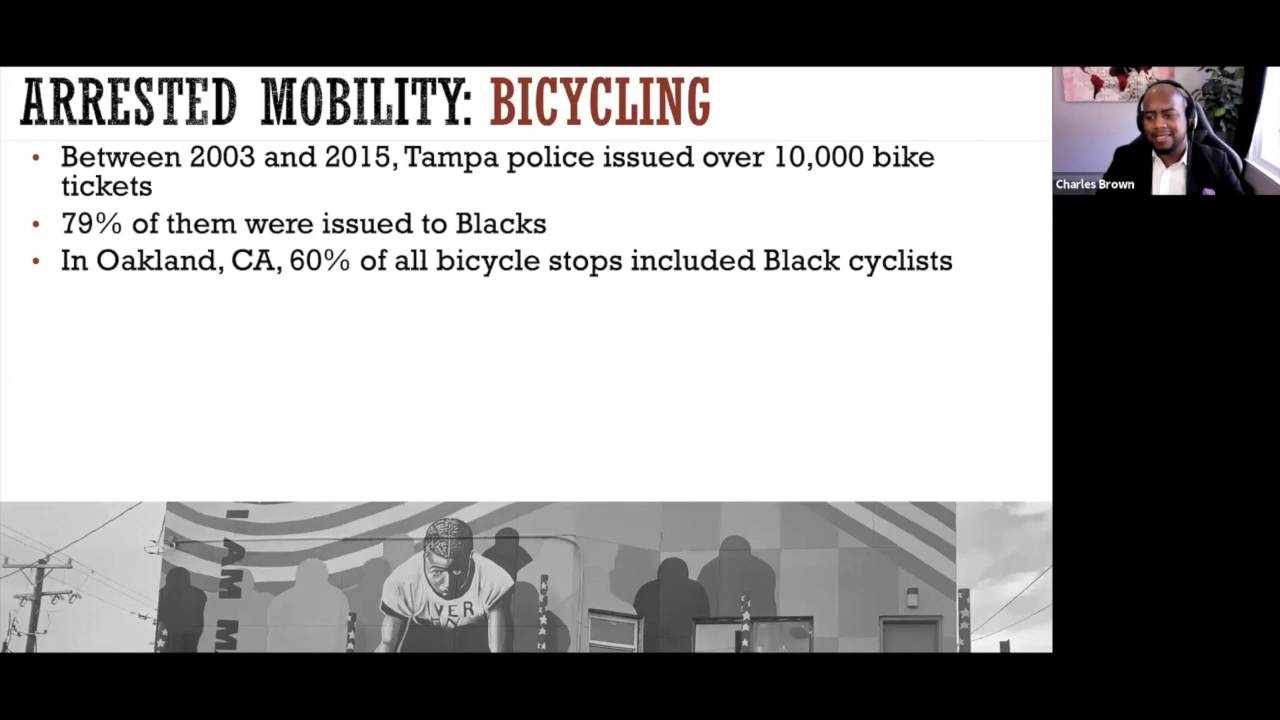 ARRESTED MOBILITY: BICYCLING
• Between 2003 and 2015, Tampa police issued over 10,000 bike
tickets
• 79% of them were issued to Blacks
• In Oakland, CA, 60% of all bicycle stops included Black cyclists
Charles Brown
I AM M